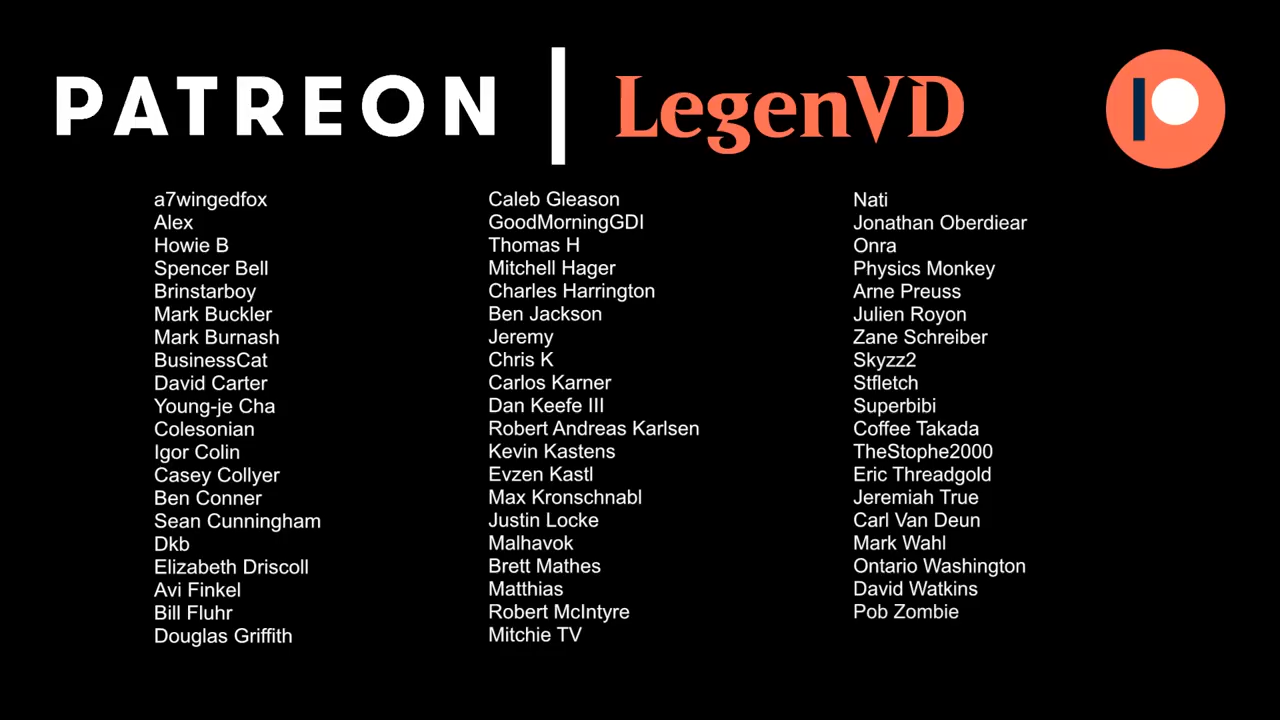 PATREON | LegenVD
a7wingedfox
Alex
Howie B
Spencer Bell
Brinstarboy
Mark Buckler
Mark Burnash
BusinessCat
David Carter
Young-je Cha
Colesonian
Igor Colin
Casey Collyer
Ben Conner
Sean Cunningham
Dkb
Elizabeth Driscoll
Avi Finkel
Bill Fluhr
Douglas Griffith
Caleb Gleason
GoodMorningGDI
Thomas H
Mitchell Hager
Charles Harrington
Ben Jackson
Jeremy
Chris K
Carlos Karner
Dan Keefe III
Robert Andreas Karlsen
Kevin Kastens
Evzen Kastl
Max Kronschnabl
Justin Locke
Malhavok
Brett Mathes
Matthias
Robert McIntyre
Mitchie TV
Nati
Jonathan Oberdiear
Onra
Physics Monkey
Arne Preuss
Julien Royon
Zane Schreiber
Skyzz2
Stfletch
Superbibi
Coffee Takada
TheStophe2000
Eric Threadgold
Jeremiah True
Carl Van Deun
Mark Wahl
Ontario Washington
David Watkins
Pob Zombie